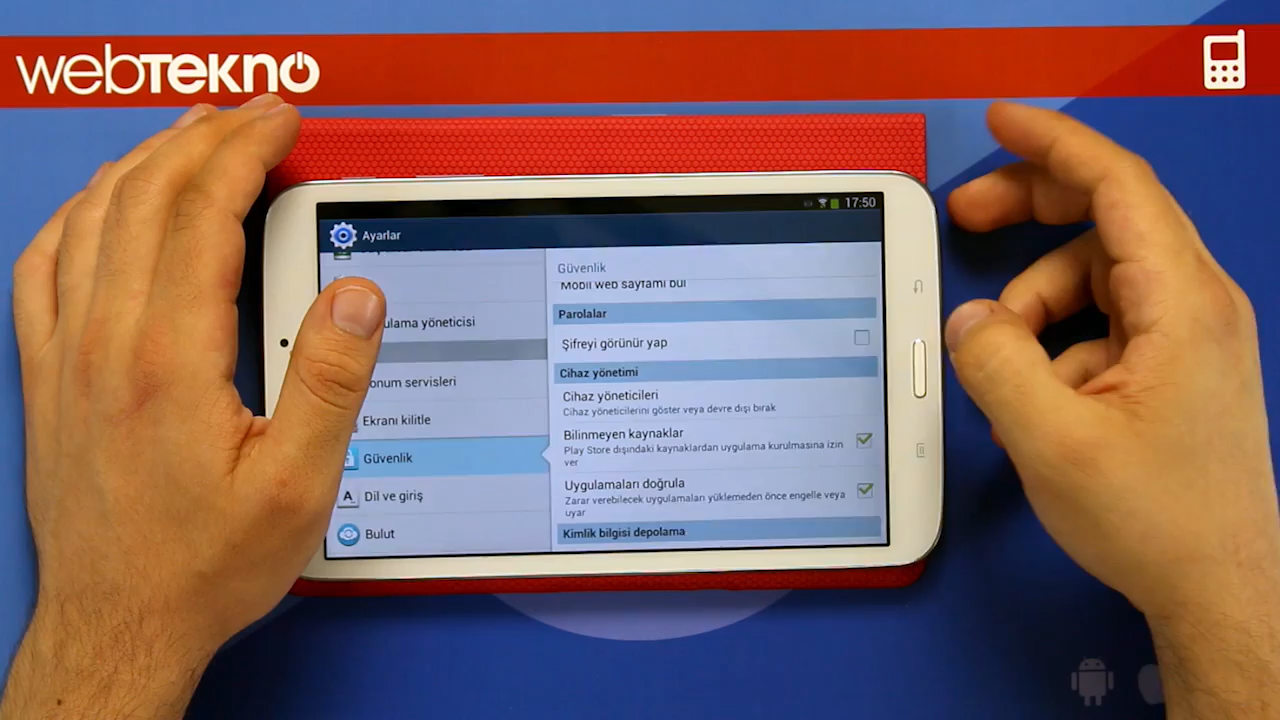 webTEKNO
17:50
Ayarlar
ulama yöneticisi
onum servisleri
Ekranı kilitle
Güvenlik
Dil ve giriş
Bulut
Güvenlik
Mobil web saytamı bul
Parolalar
Şifreyi görünür yap
Cihaz yönetimi
Cihaz yöneticileri
Cihaz yöneticilerini göster veya devre dışı bırak
Bilinmeyen kaynaklar
Play Store dışındaki kaynaklardan uygulama kurulmasına izin
ver
Uygulamaları doğrula
Zarar verebilecek uygulamaları yüklemeden önce engelle veya
uyar
Kimlik bilgisi depolama